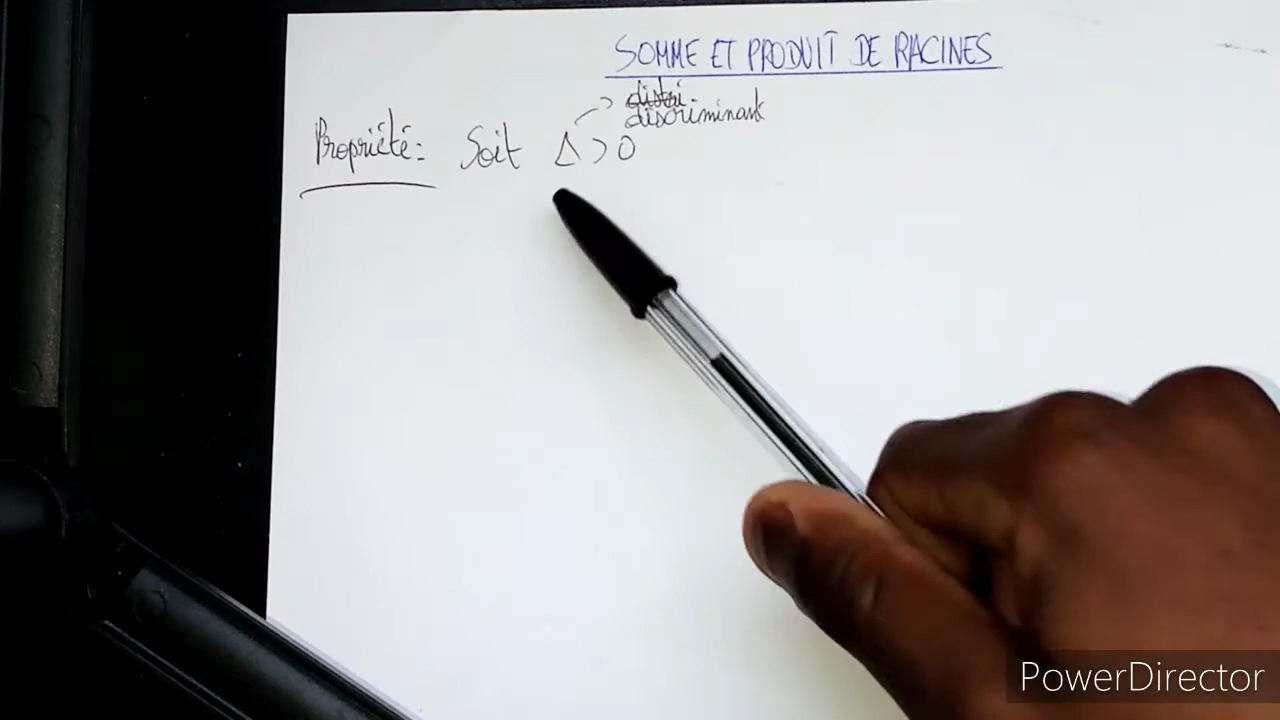 SOMME ET PRODUIT DE RACINES
distri
discriminant
Propriété: Soit Δ > 0
PowerDirector